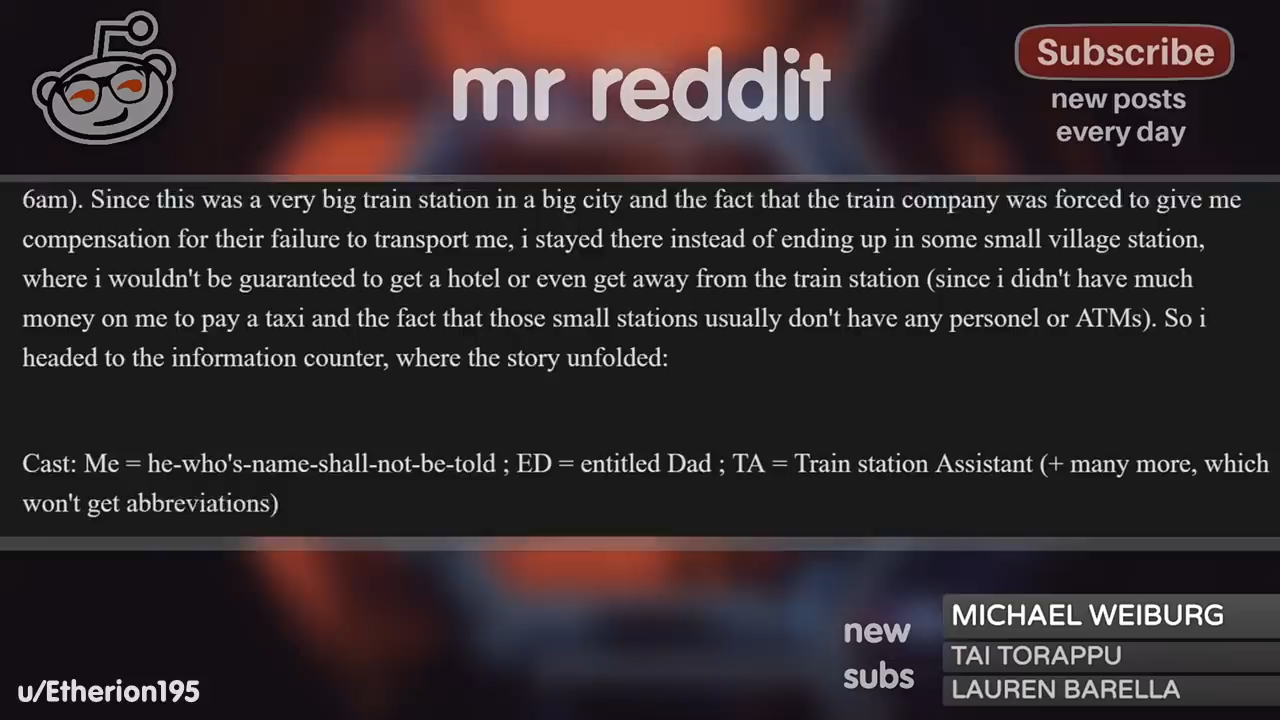 mr reddit
Subscribe
new posts
every day
6am). Since this was a very big train station in a big city and the fact that the train company was forced to give me
compensation for their failure to transport me, i stayed there instead of ending up in some small village station,
where i wouldn't be guaranteed to get a hotel or even get away from the train station (since i didn't have much
money on me to pay a taxi and the fact that those small stations usually don't have any personel or ATMs). So i
headed to the information counter, where the story unfolded:
Cast: Me = he-who's-name-shall-not-be-told ; ED = entitled Dad ; TA = Train station Assistant (+ many more, which
won't get abbreviations)
new
subs
MICHAEL WEIBURG
TAI TORAPPU
LAUREN BARELLA
u/Etherion195